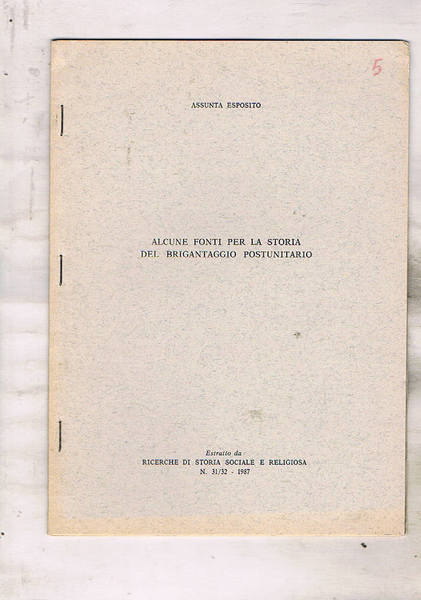 5
ASSUNTA ESPOSITO
ALCUNE FONTI PER LA STORIA
DEL BRIGANTAGGIO POSTUNITARIO
Estratto da
RICERCHE DI STORIA SOCIALE E RELIGIOSA
N. 31/32 - 1987